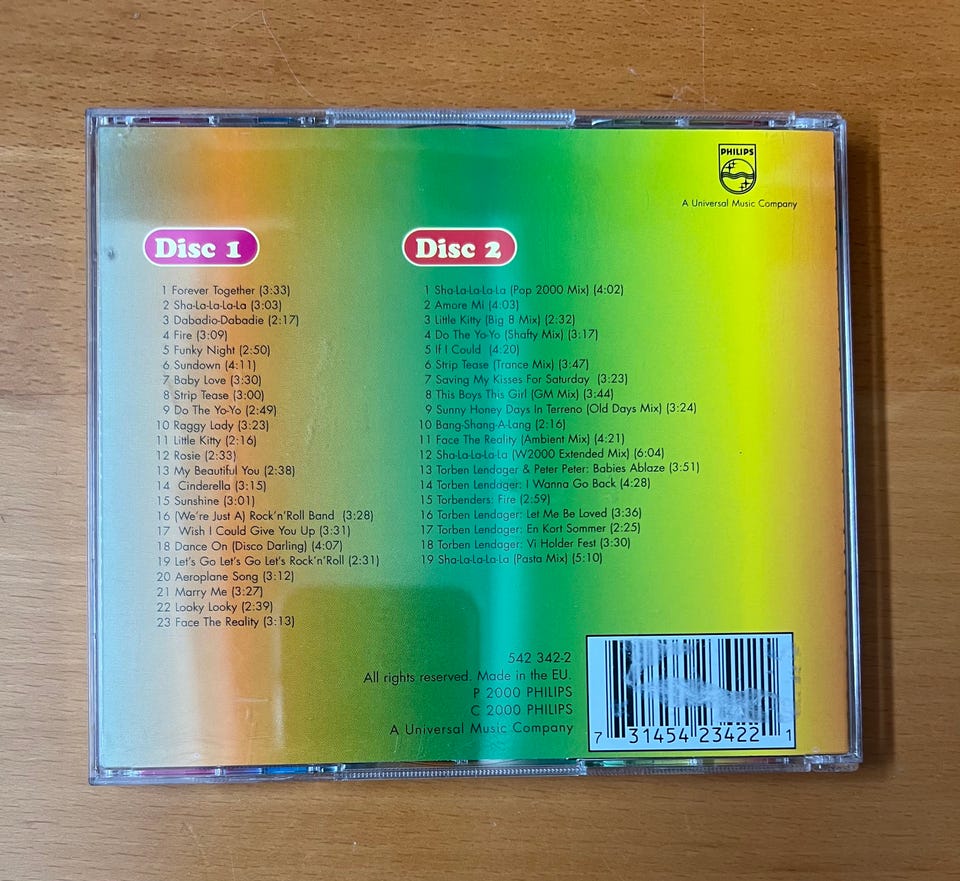 PHILIPS
A Universal Music Company
Disc 1
1 Forever Together (3:33)
2 Sha-La-La-La-La (3:03)
3 Dabadio-Dabadie (2:17)
4 Fire (3:09)
5 Funky Night (2:50)
6 Sundown (4:11)
7 Baby Love (3:30)
8 Strip Tease (3:00)
9 Do The Yo-Yo (2:49)
10 Raggy Lady (3:23)
11 Little Kitty (2:16)
12 Rosie (2:33)
13 My Beautiful You (2:38)
14 Cinderella (3:15)
15 Sunshine (3:01)
16 (We're Just A) Rock'n'Roll Band (3:28)
17 Wish I Could Give You Up (3:31)
18 Dance On (Disco Darling) (4:07)
19 Let's Go Let's Go Let's Rock'n'Roll (2:31)
20 Aeroplane Song (3:12)
21 Marry Me (3:27)
22 Looky Looky (2:39)
23 Face The Reality (3:13)
Disc 2
1 Sha-La-La-La-La (Pop 2000 Mix) (4:02)
2 Amore Mi (4:03)
3 Little Kitty (Big 8 Mix) (2:32)
4 Do The Yo-Yo (Shafty Mix) (3:17)
5 If I Could (4:20)
6 Strip Tease (Trance Mix) (3:47)
7 Saving My Kisses For Saturday (3:23)
8 This Boys This Girl (GM Mix) (3:44)
9 Sunny Honey Days In Terreno (Old Days Mix) (3:24)
10 Bang-Shang-A-Lang (2:16)
11 Face The Reality (Ambient Mix) (4:21)
12 Sha-La-La-La-La (W2000 Extended Mix) (6:04)
13 Torben Lendager & Peter Peter: Babies Ablaze (3:51)
14 Torben Lendager: I Wanna Go Back (4:28)
15 Torbenders: Fire (2:59)
16 Torben Lendager: Let Me Be Loved (3:36)
17 Torben Lendager: En Kort Sommer (2:25)
18 Torben Lendager: Vi Holder Fest (3:30)
19 Sha-La-La-La-La (Pasta Mix) (5:10)
542 342-2
All rights reserved. Made in the EU.
P 2000 PHILIPS
C 2000 PHILIPS
A Universal Music Company
7 31454 23422 1